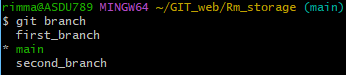 rimma@ASDU789 MINGW64 ~/GIT_web/Rm_storage (main)
$ git branch
  first_branch
* main
  second_branch